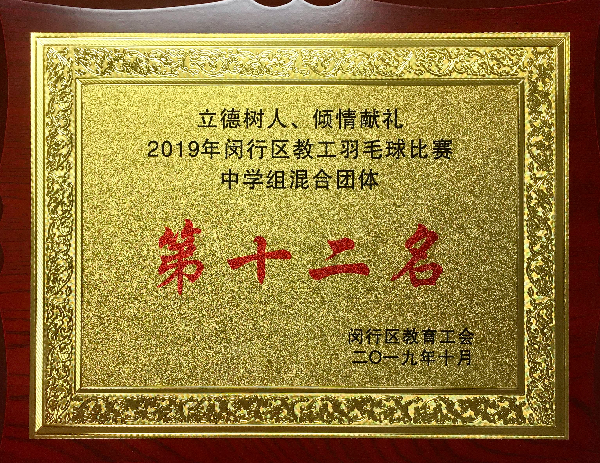 立德树人、倾情献礼
2019年闵行区教工羽毛球比赛
中学组混合团体
第十二名
闵行区教育工会
二〇一九年十月